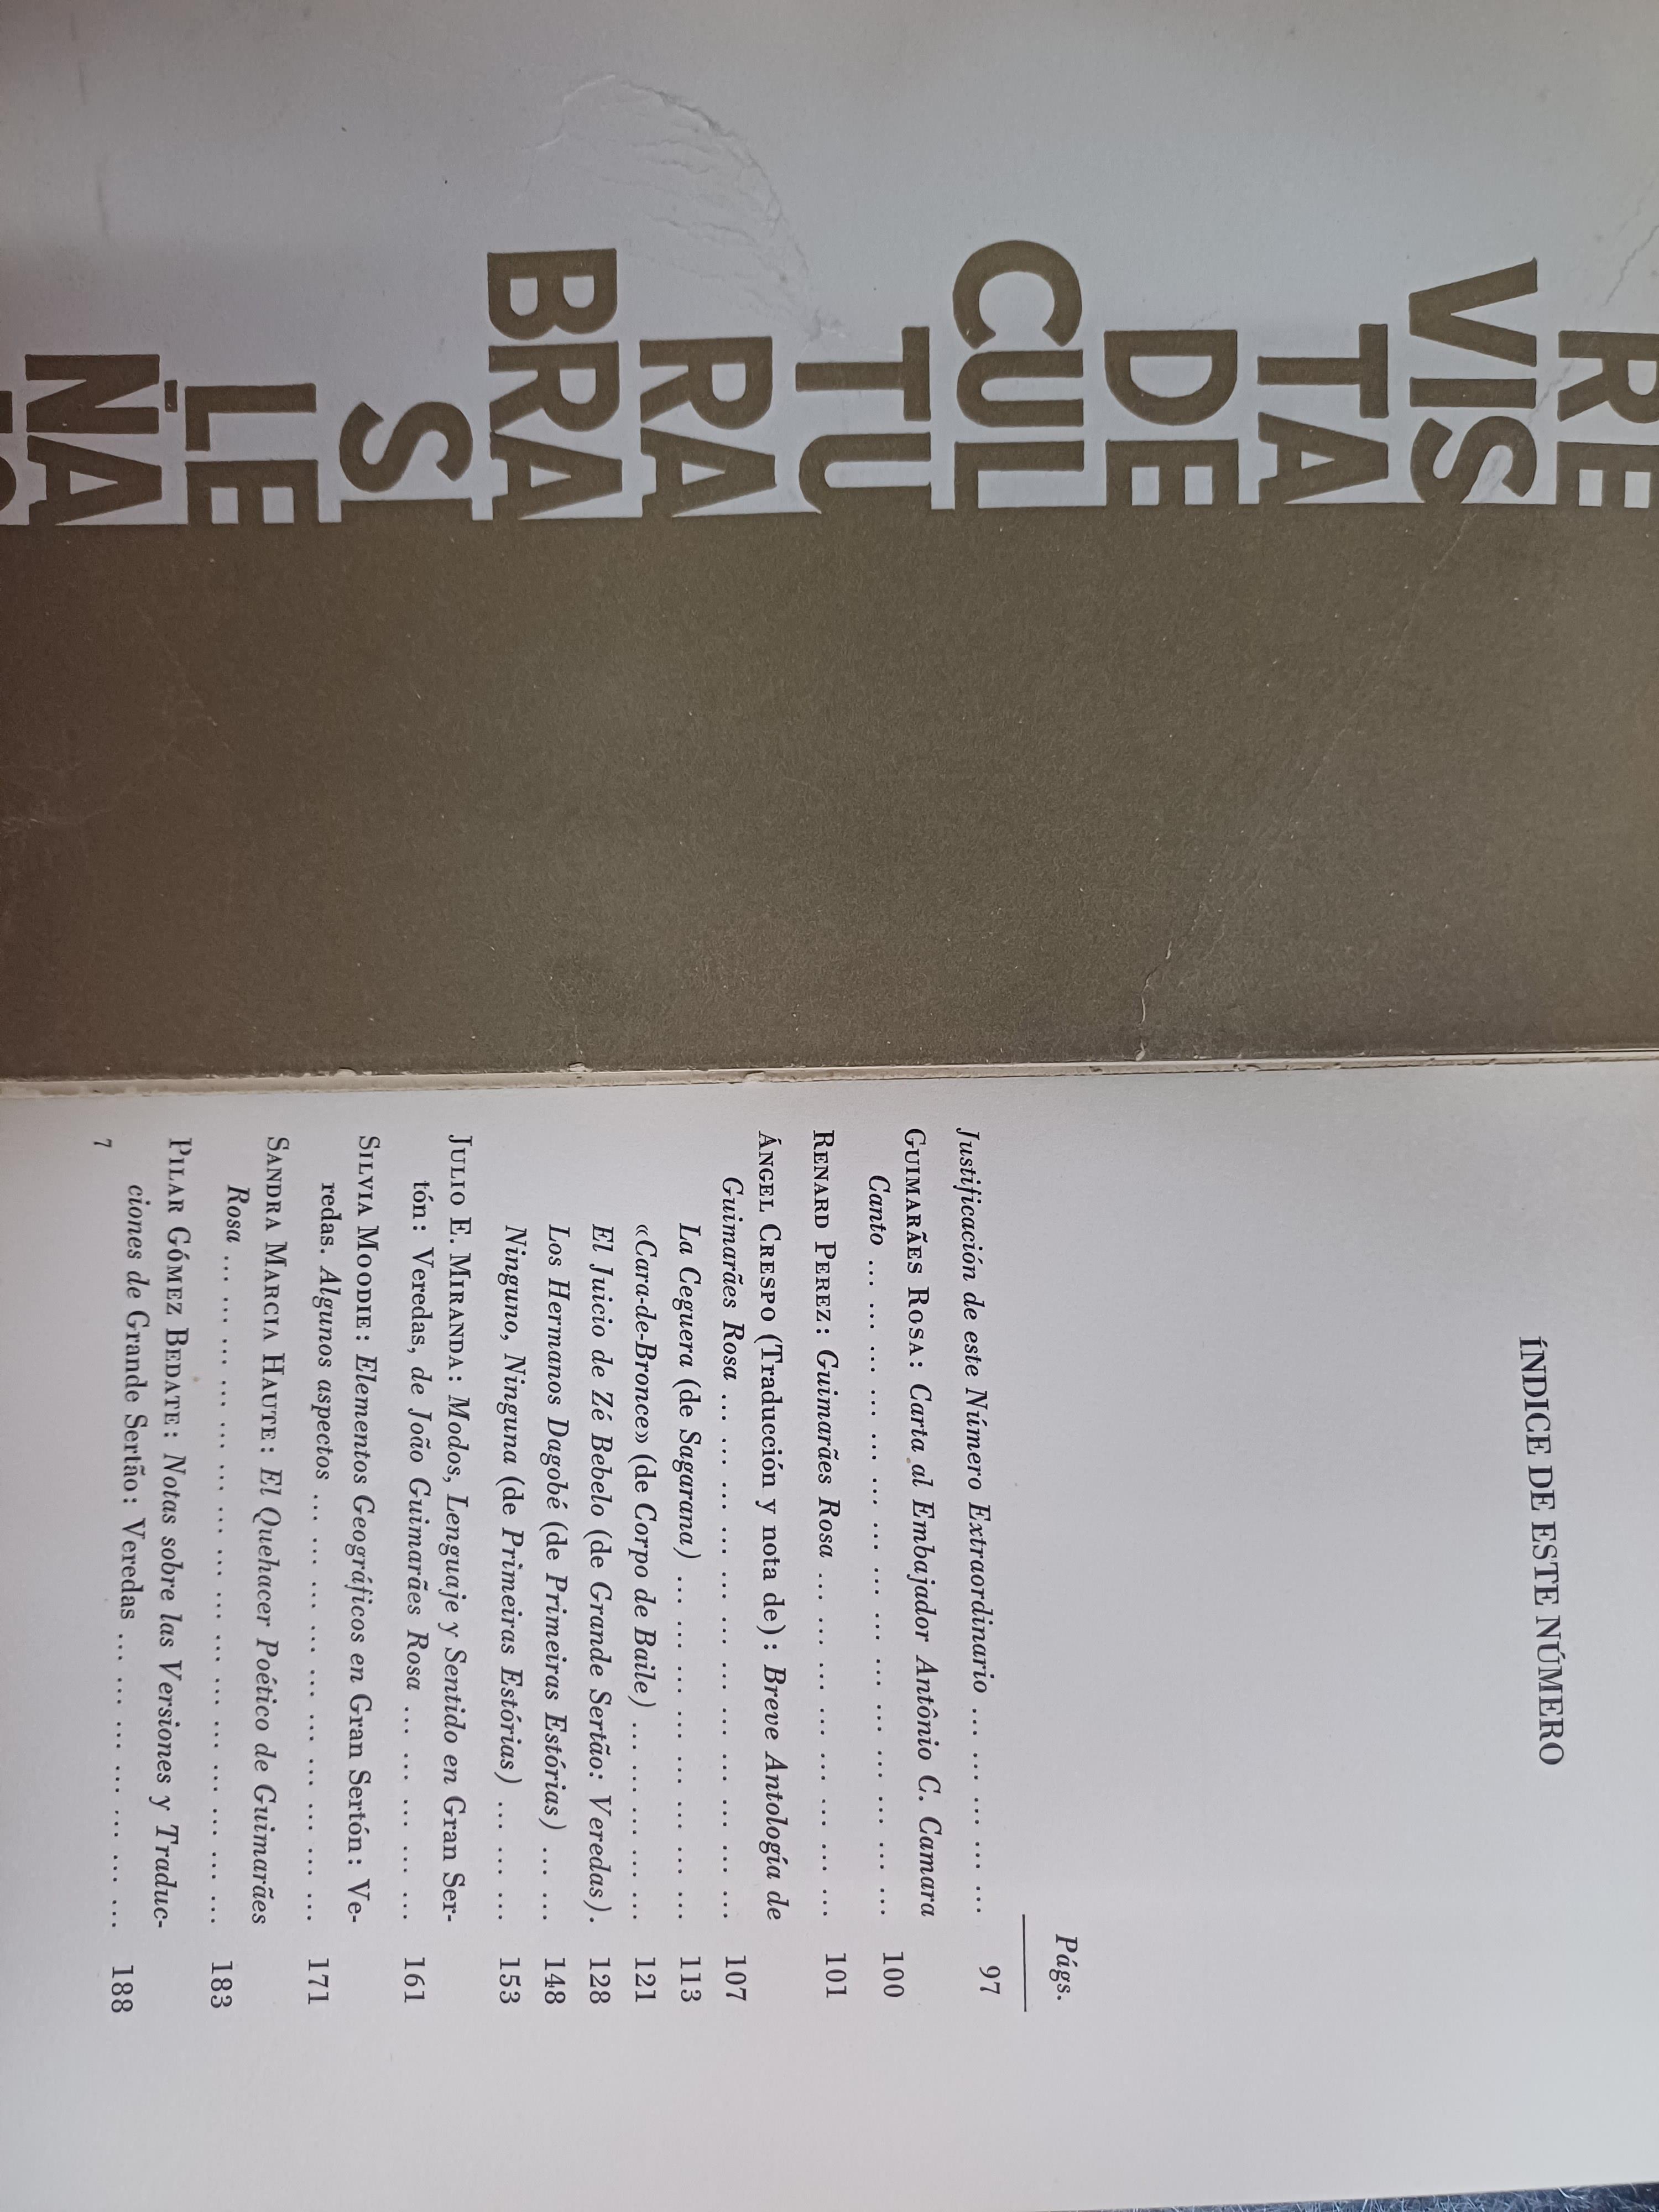 RE
VIS
TA
DE
CUL
TU
RA
BRA
SI
LE
ÑA
ÍNDICE DE ESTE NÚMERO
Págs.
Justificación de este Número Extraordinario ... ... ... ... ... ... 97
GUIMARÃES ROSA: Carta al Embajador Antônio C. Camara
Canto ... ... ... ... ... ... ... ... ... ... ... ... ... ... ... 100
RENARD PEREZ: Guimarães Rosa ... ... ... ... ... ... ... ... 101
ÁNGEL CRESPO (Traducción y nota de): Breve Antología de
Guimarães Rosa ... ... ... ... ... ... ... ... ... ... ... ... 107
La Ceguera (de Sagarana) ... ... ... ... ... ... ... ... 113
«Cara-de-Bronce» (de Corpo de Baile) ... ... ... ... ... 121
El Juicio de Zé Bebelo (de Grande Sertão: Veredas). 128
Los Hermanos Dagobé (de Primeiras Estórias) ... ... 148
Ninguno, Ninguna (de Primeiras Estórias) ... ... ... 153
JULIO E. MIRANDA: Modos, Lenguaje y Sentido en Gran Ser-
tón: Veredas, de João Guimarães Rosa ... ... ... ... ... 161
SILVIA MOODIE: Elementos Geográficos en Gran Sertón: Ve-
redas. Algunos aspectos ... ... ... ... ... ... ... ... ... ... 171
SANDRA MARCIA HAUTE: El Quehacer Poético de Guimarães
Rosa ... ... ... ... ... ... ... ... ... ... ... ... ... ... ... 183
PILAR GÓMEZ BEDATE: Notas sobre las Versiones y Traduc-
ciones de Grande Sertão: Veredas ... ... ... ... ... ... ... 188
7